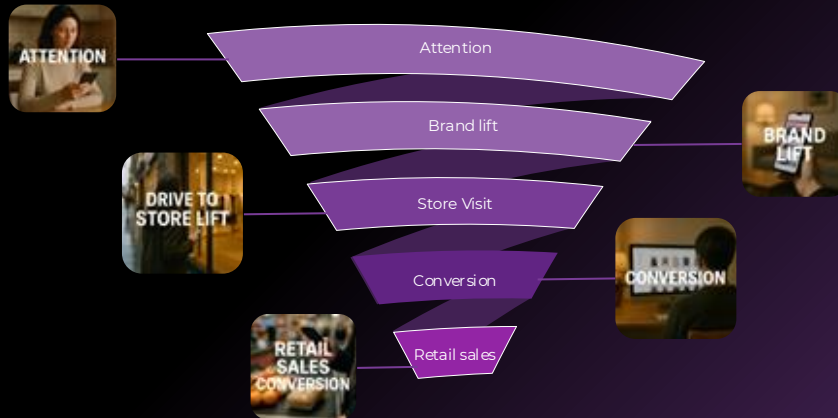 ATTENTION
Attention
Brand lift
BRAND
LIFT
DRIVE TO
STORE LIFT
Store Visit
Conversion
CONVERSION
RETAIL
SALES
CONVERSION
Retail sales